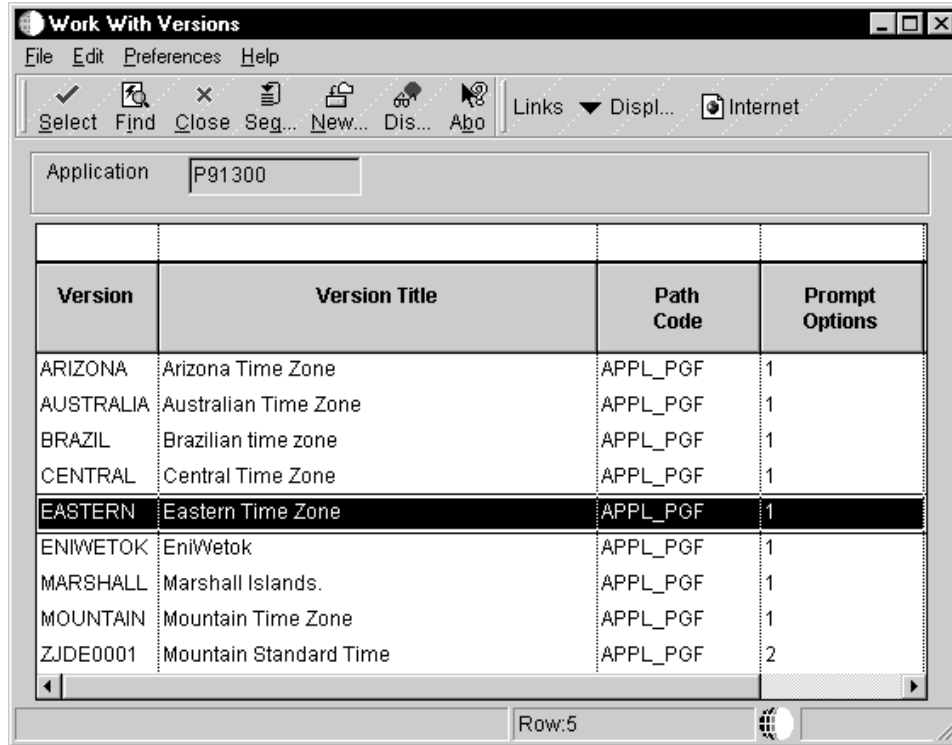 Work With Versions
File Edit Preferences Help
Select Find Close Seq... New... Dis... Abo Links Displ... Internet
Application P91300
Version Version Title Path Code Prompt Options
ARIZONA Arizona Time Zone APPL_PGF 1
AUSTRALIA Australian Time Zone APPL_PGF 1
BRAZIL Brazilian time zone APPL_PGF 1
CENTRAL Central Time Zone APPL_PGF 1
EASTERN Eastern Time Zone APPL_PGF 1
ENIWETOK EniWetok APPL_PGF 1
MARSHALL Marshall Islands. APPL_PGF 1
MOUNTAIN Mountain Time Zone APPL_PGF 1
ZJDE0001 Mountain Standard Time APPL_PGF 2
Row:5